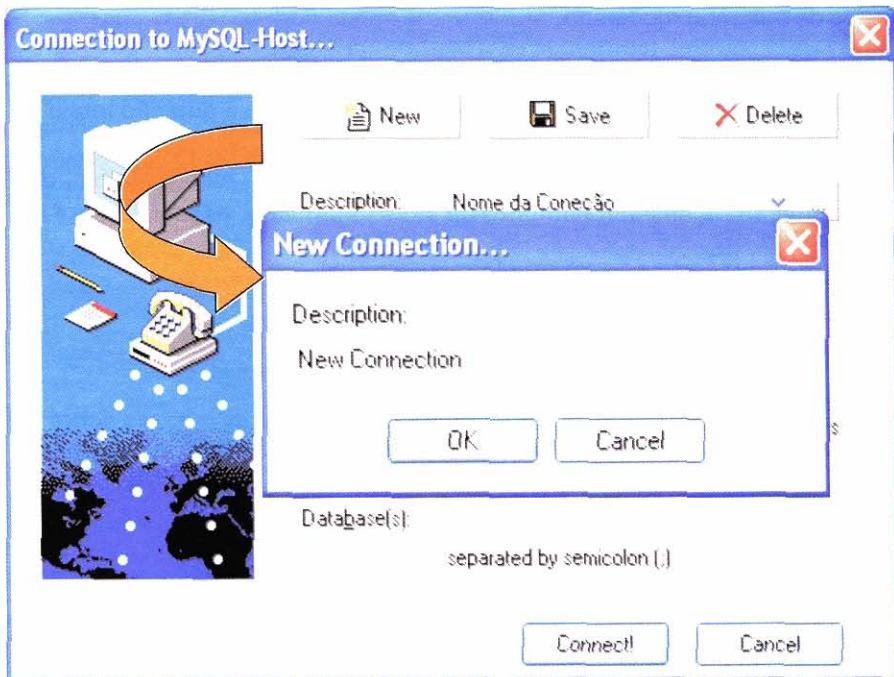 Connection to MySQL-Host...
New Save Delete
Description: Nome da Conecão
New Connection...
Description:
New Connection
OK Cancel
s
Database(s):
separated by semicolon (;)
Connect! Cancel